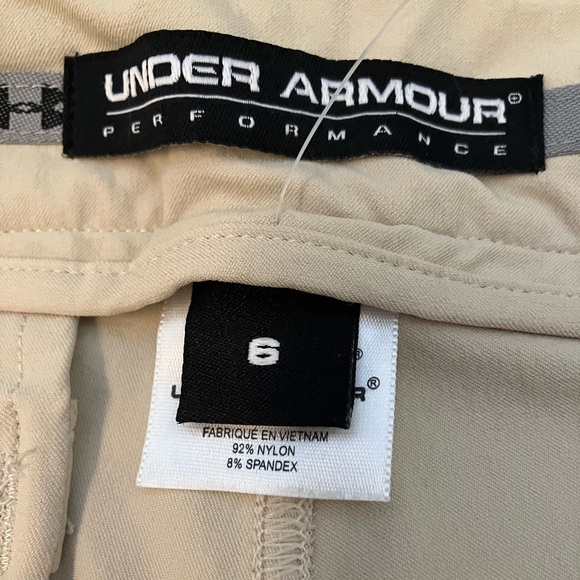 UNDER ARMOUR
PERFORMANCE
6
®
FABRIQUÉ EN VIETNAM
92% NYLON
8% SPANDEX